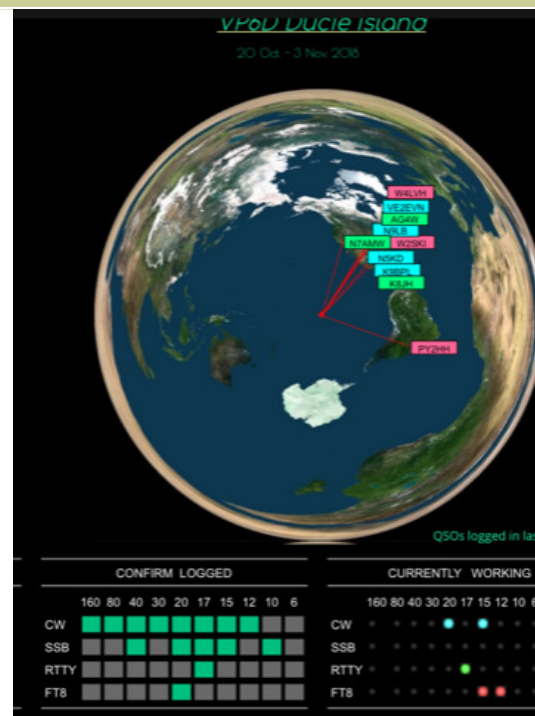 VP6D Ducie Island
20 Oct - 3 Nov 2018
W4LVH
VE2EVN
AG4W
N9LB
N7AMW W2SKI
N5KD
K9BPL
K8JH
PY2HH
QSOs logged in las
CONFIRM LOGGED
160 80 40 30 20 17 15 12 10 6
CW
SSB
RTTY
FT8
CURRENTLY WORKING
160 80 40 30 20 17 15 12 10 6
CW
SSB
RTTY
FT8